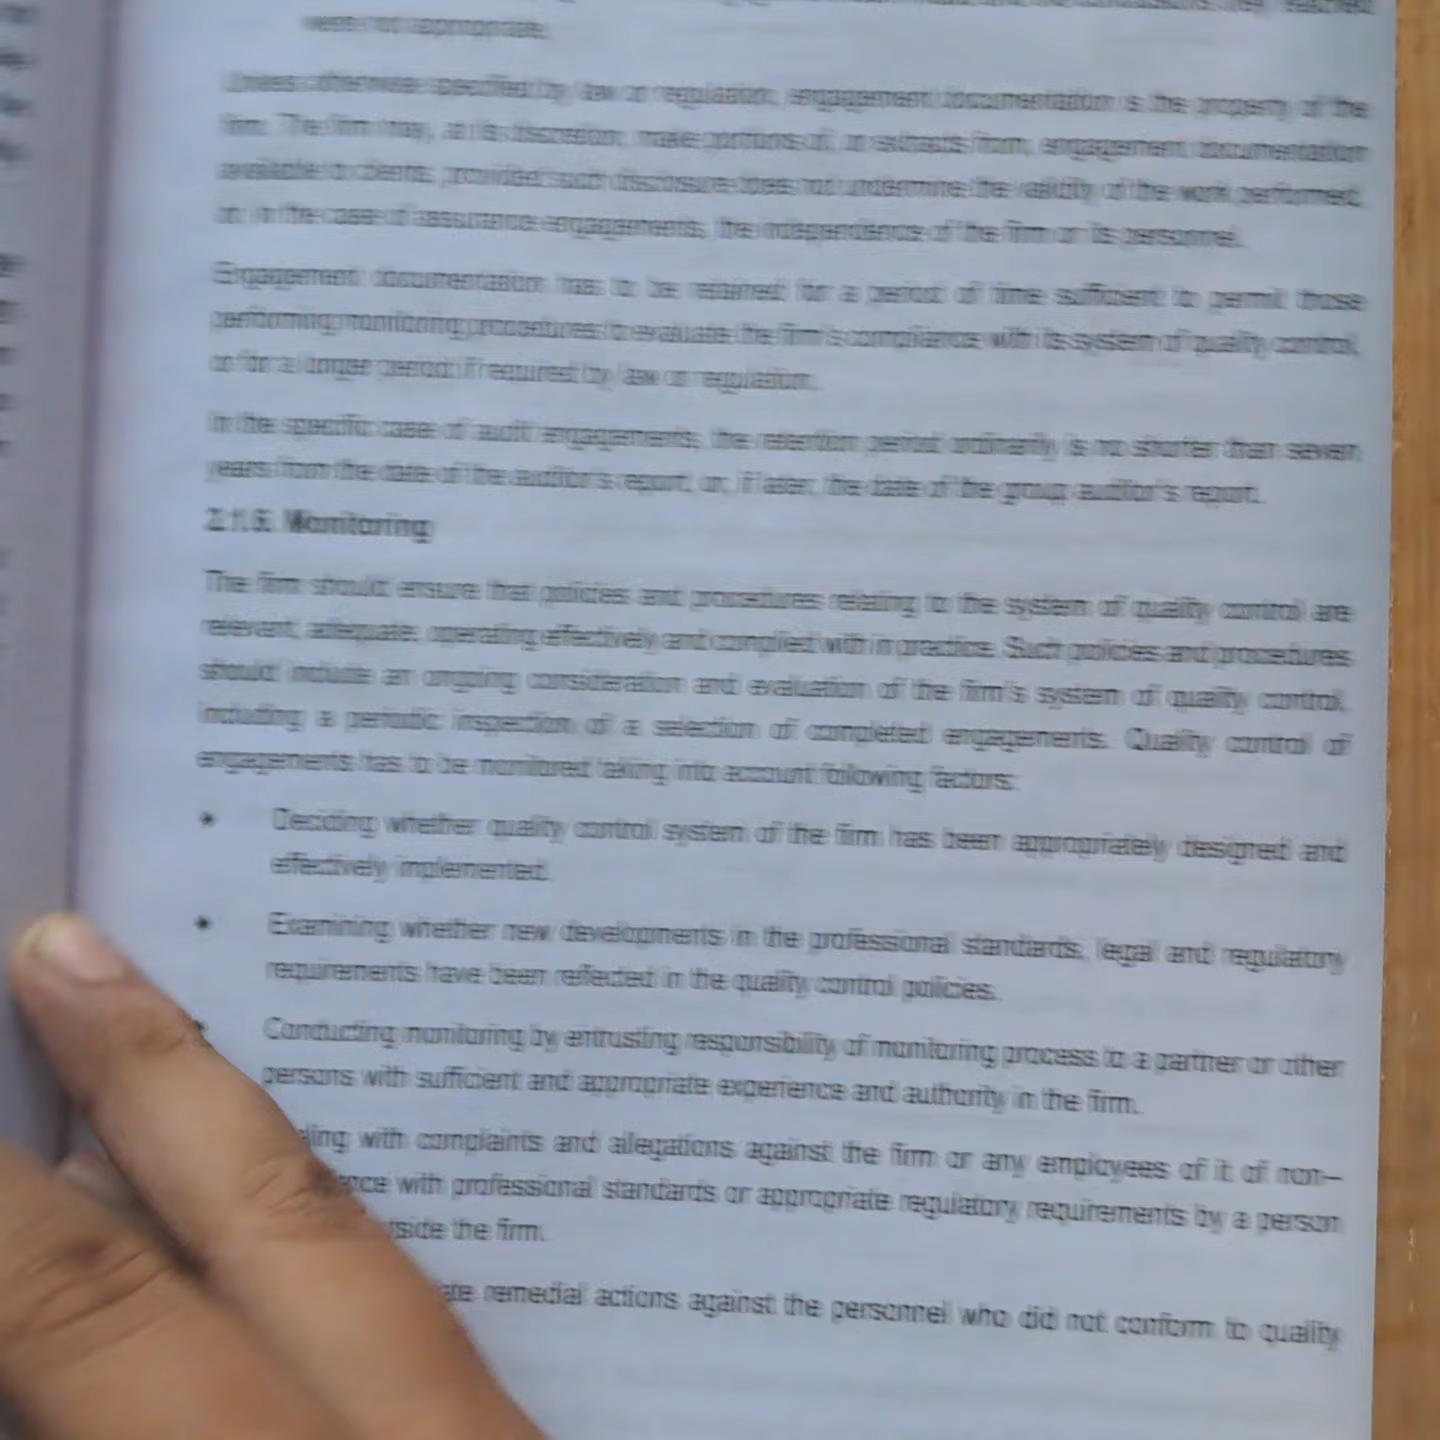 were not appropriate.
Unless otherwise specified by law or regulation, engagement documentation is the property of the
firm. The firm may, at its discretion, make portions of, or extracts from, engagement documentation
available to clients, provided such disclosure does not undermine the validity of the work performed,
or, in the case of assurance engagements, the independence of the firm or its personnel.
Engagement documentation has to be retained for a period of time sufficient to permit those
performing monitoring procedures to evaluate the firm's compliance with its system of quality control,
or for a longer period if required by law or regulation.
In the specific case of audit engagements, the retention period ordinarily is no shorter than seven
years from the date of the auditor's report, or, if later, the date of the group auditor's report.
Monitoring
The firm should ensure that policies and procedures relating to the system of quality control are
relevant, adequate, operating effectively and complied with in practice. Such policies and procedures
should include an ongoing consideration and evaluation of the firm's system of quality control,
including a periodic inspection of a selection of completed engagements. Quality control of
engagements has to be monitored taking into account following factors:
Deciding whether quality control system of the firm has been appropriately designed and
effectively implemented.
Examining whether new developments in the professional standards, legal and regulatory
requirements have been reflected in the quality control policies.
Conducting monitoring by entrusting responsibility of monitoring process to a partner or other
persons with sufficient and appropriate experience and authority in the firm.
with complaints and allegations against the firm or any employees of it of non-
with professional standards or appropriate regulatory requirements by a person
the firm.
remedial actions against the personnel who did not conform to quality